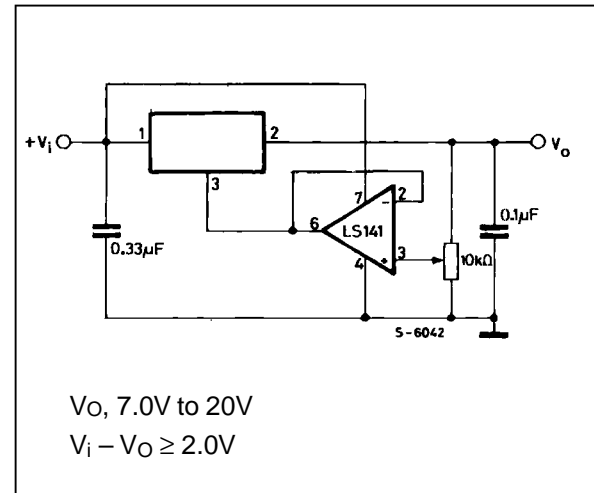 +Vi
1
2
Vo
3
7
2
−
6
LS141
0.1µF
0.33µF
4
+
3
10kΩ
S-6042
VO, 7.0V to 20V
Vi – VO ≥ 2.0V